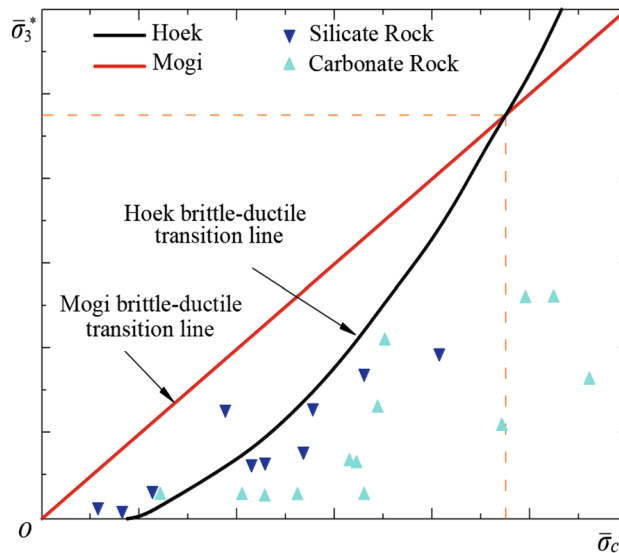 σ̄₃*
Hoek
Mogi
Silicate Rock
Carbonate Rock
Hoek brittle-ductile
transition line
Mogi brittle-ductile
transition line
O
σ̄c